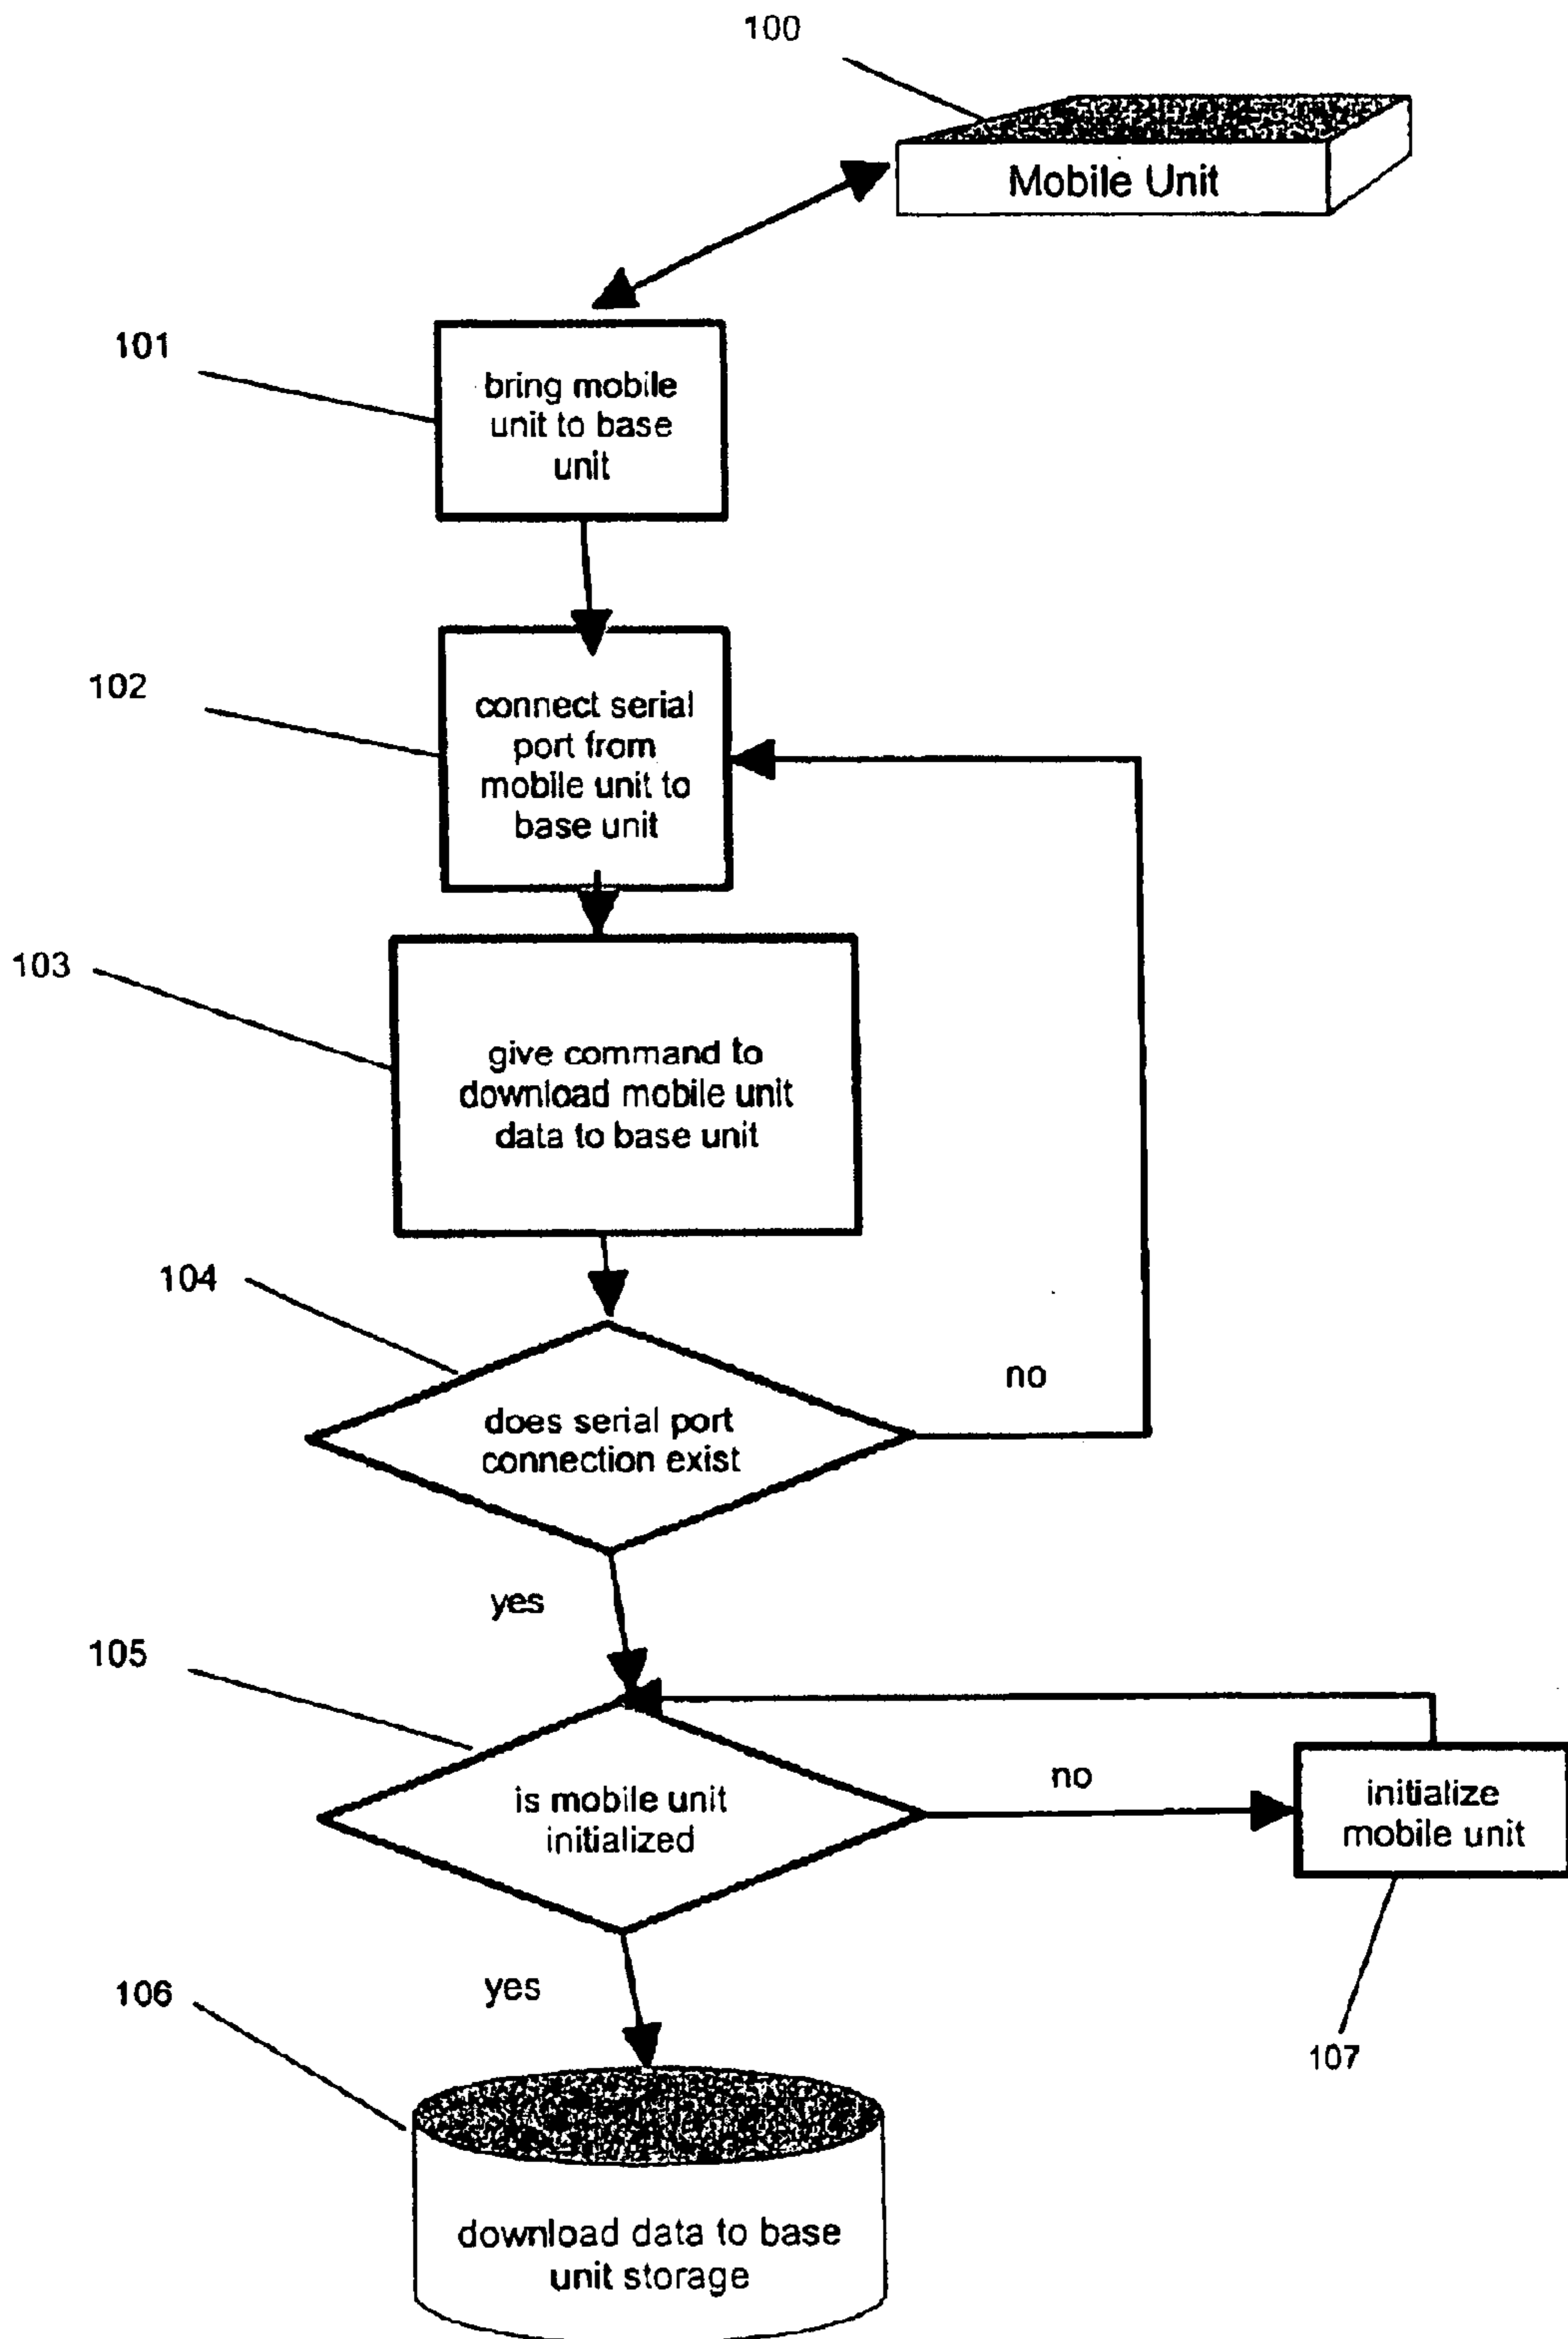 100
Mobile Unit
101
bring mobile
unit to base
unit
102
connect serial
port from
mobile unit to
base unit
103
give command to
download mobile unit
data to base unit
104
does serial port
connection exist
no
yes
105
is mobile unit
initialized
no
initialize
mobile unit
107
yes
106
download data to base
unit storage